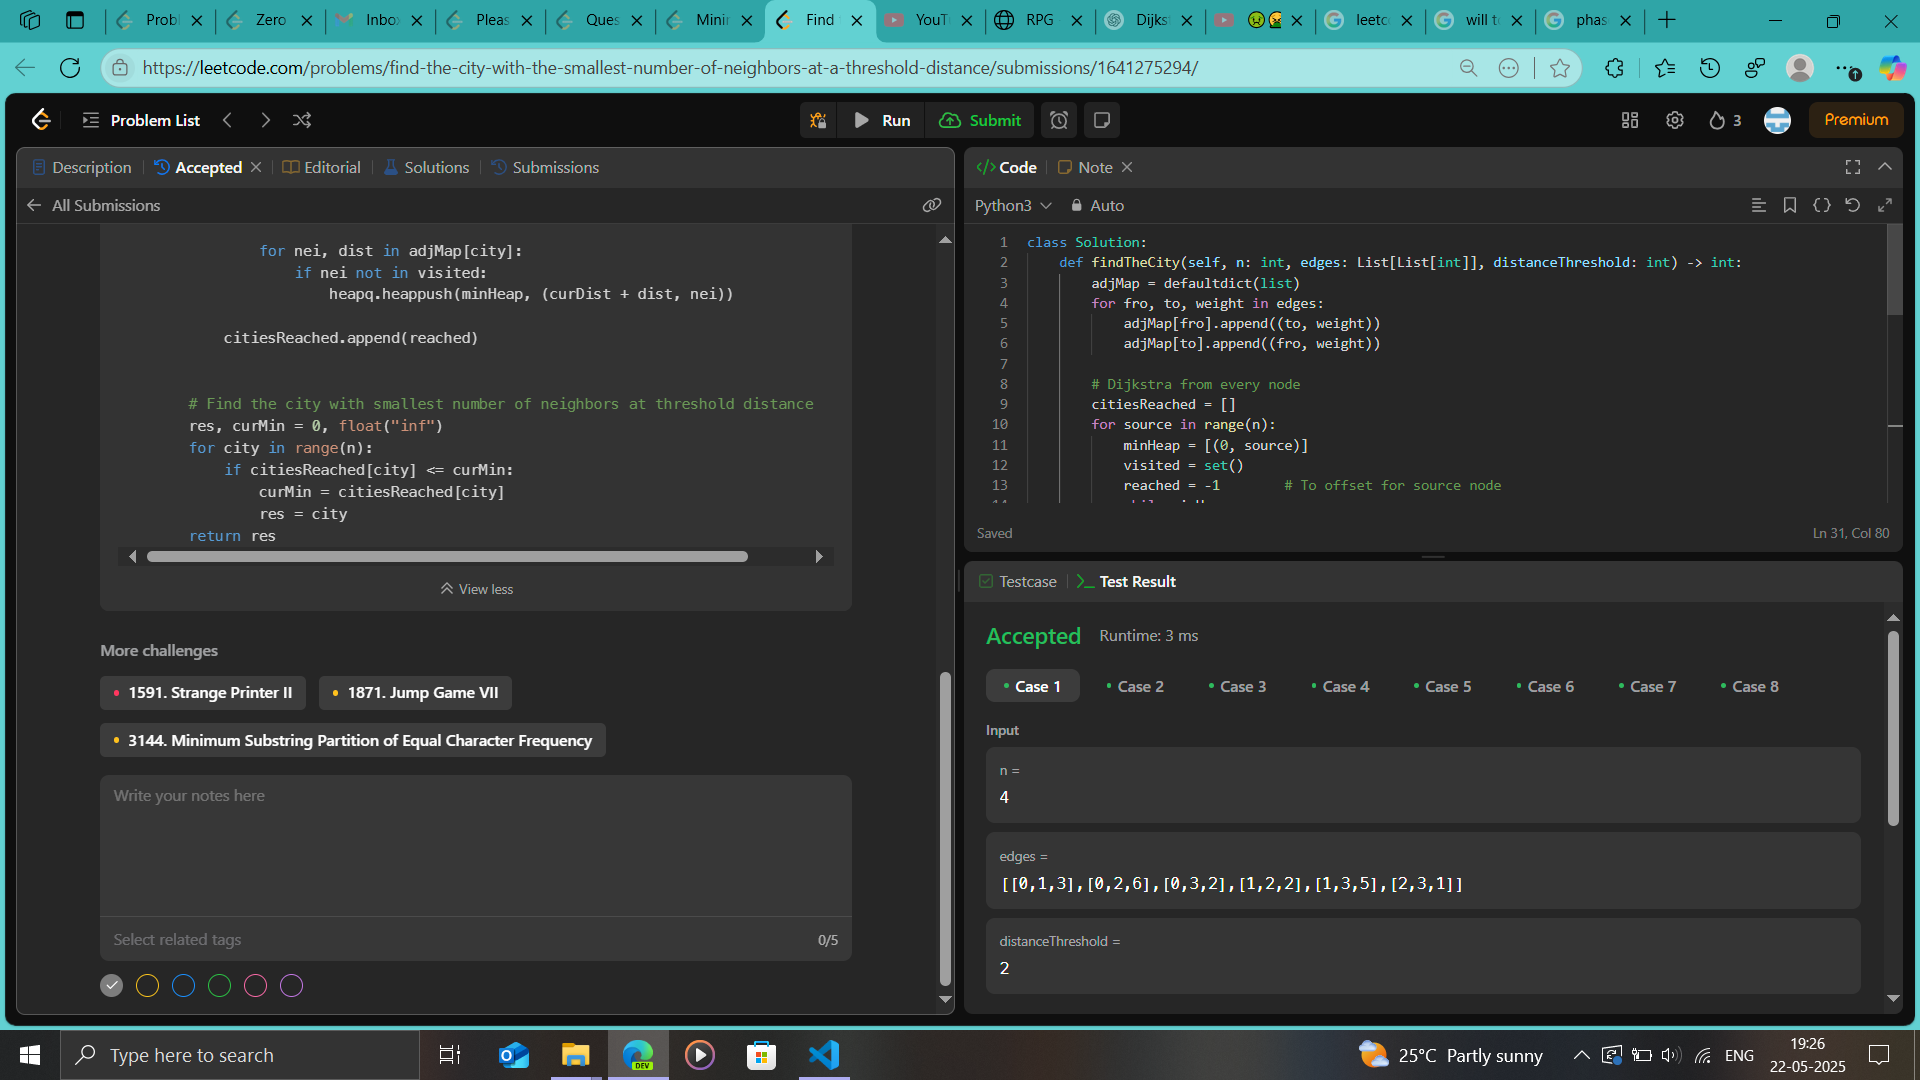 Probl
Zero
Inbo
Pleas
Ques
Minir
Find
YouT
RPG
Dijks
leetc
will t
phas
https://leetcode.com/problems/find-the-city-with-the-smallest-number-of-neighbors-at-a-threshold-distance/submissions/1641275294/
Problem List
Run
Submit
3
Premium
Description
Accepted
Editorial
Solutions
Submissions
All Submissions
for nei, dist in adjMap[city]:
if nei not in visited:
heapq.heappush(minHeap, (curDist + dist, nei))
citiesReached.append(reached)
# Find the city with smallest number of neighbors at threshold distance
res, curMin = 0, float("inf")
for city in range(n):
if citiesReached[city] <= curMin:
curMin = citiesReached[city]
res = city
return res
View less
More challenges
1591. Strange Printer II
1871. Jump Game VII
3144. Minimum Substring Partition of Equal Character Frequency
Write your notes here
Select related tags
0/5
Code
Note
Python3
Auto
1 class Solution:
2 def findTheCity(self, n: int, edges: List[List[int]], distanceThreshold: int) -> int:
3 adjMap = defaultdict(list)
4 for fro, to, weight in edges:
5 adjMap[fro].append((to, weight))
6 adjMap[to].append((fro, weight))
7
8 # Dijkstra from every node
9 citiesReached = []
10 for source in range(n):
11 minHeap = [(0, source)]
12 visited = set()
13 reached = -1 # To offset for source node
Saved
Ln 31, Col 80
Testcase
Test Result
Accepted
Runtime: 3 ms
Case 1
Case 2
Case 3
Case 4
Case 5
Case 6
Case 7
Case 8
Input
n =
4
edges =
[[0,1,3],[0,2,6],[0,3,2],[1,2,2],[1,3,5],[2,3,1]]
distanceThreshold =
2
Type here to search
DEV
25°C Partly sunny
ENG
19:26
22-05-2025